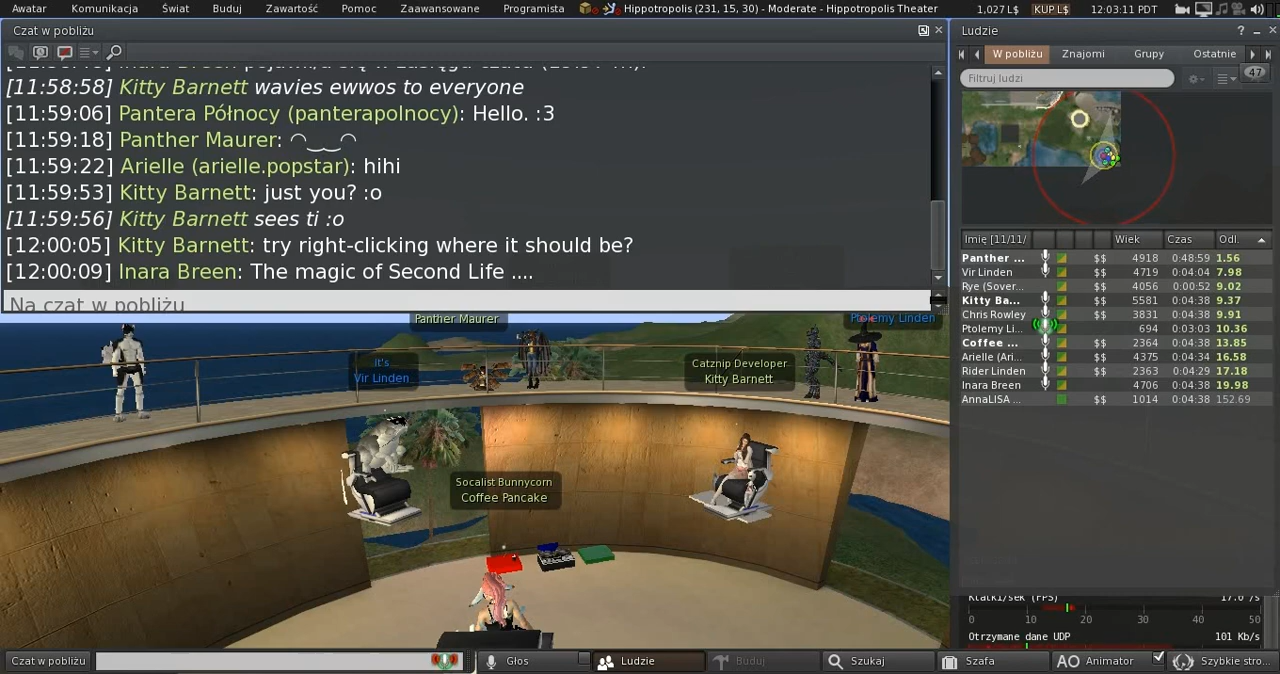 Awatar Komunikacja Świat Buduj Zawartość Pomoc Zaawansowane Programista Hippotropolis (231, 15, 30) - Moderate - Hippotropolis Theater 1,027 L$ KUP L$ 12:03:11 PDT
Czat w pobliżu
[11:58:58] Kitty Barnett wavies ewwos to everyone
[11:59:06] Pantera Północy (panterapolnocy): Hello. :3
[11:59:18] Panther Maurer: ◠‿‿◠
[11:59:22] Arielle (arielle.popstar): hihi
[11:59:53] Kitty Barnett: just you? :o
[11:59:56] Kitty Barnett sees ti :o
[12:00:05] Kitty Barnett: try right-clicking where it should be?
[12:00:09] Inara Breen: The magic of Second Life ....
Na czat w pobliżu
Panther Maurer
Ptolemy Linden
it's
Vir Linden
Catznip Developer
Kitty Barnett
Socalist Bunnycorn
Coffee Pancake
Ludzie
W pobliżu Znajomi Grupy Ostatnie
Filtruj ludzi
47
Imię [11/11/ Wiek Czas Odl.
Panther ... $$ 4918 0:48:59 1.56
Vir Linden 4719 0:04:04 7.98
Rye (Sover... $$ 4056 0:00:52 9.02
Kitty Ba... $$ 5581 0:04:38 9.37
Chris Rowley $$ 3831 0:04:38 9.91
Ptolemy Li... 694 0:03:03 10.36
Coffee ... $$ 2364 0:04:38 13.85
Arielle (Ari... $$ 4375 0:04:34 16.58
Rider Linden $$ 2363 0:04:29 17.18
Inara Breen 4706 0:04:38 19.98
AnnaLISA ... $$ 1014 0:04:38 152.69
Klatki/sek (FPS) 17.0 /s
0 10 20 30 40 50
Otrzymane dane UDP 101 Kb/s
Czat w pobliżu Głos Ludzie Buduj Szukaj Szafa AO Animator Szybkie stro...